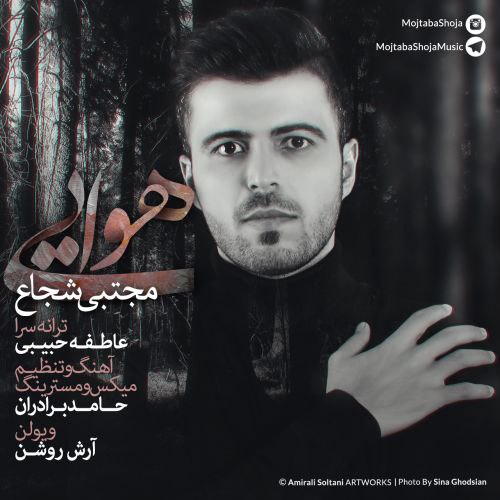 MojtabaShoja
MojtabaShojaMusic
هوایی
مجتبی شجاع
ترانه سرا
عاطفه حبیبی
آهنگ و تنظیم
میکس و مسترینگ
حامد برادران
ویولن
آرش روشن
© Amirali Soltani ARTWORKS | Photo By Sina Ghodsian